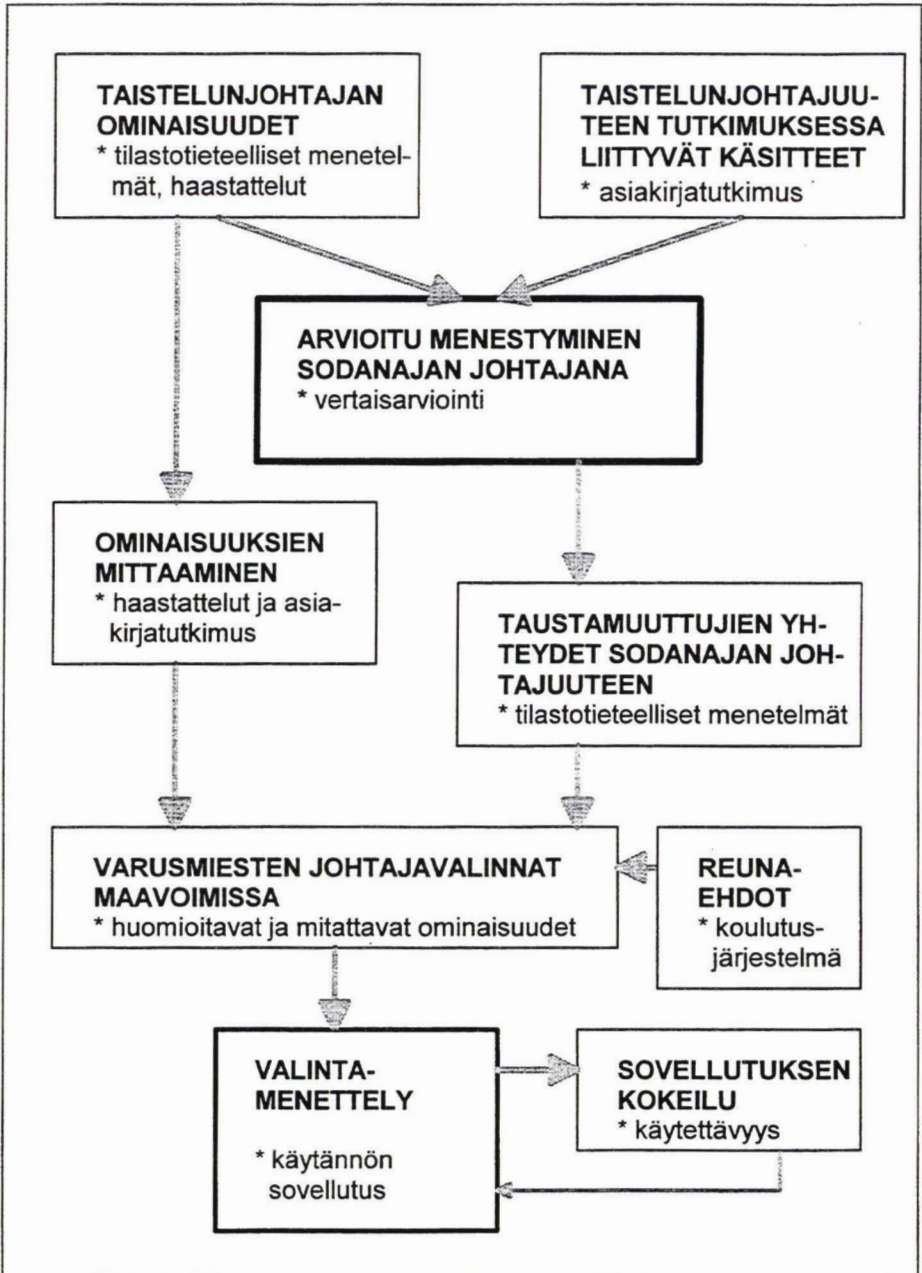 TAISTELUNJOHTAJAN
OMINAISUUDET
* tilastotieteelliset menetel-
mät, haastattelut
TAISTELUNJOHTAJUU-
TEEN TUTKIMUKSESSA
LIITTYVÄT KÄSITTEET
* asiakirjatutkimus
ARVIOITU MENESTYMINEN
SODANAJAN JOHTAJANA
* vertaisarviointi
OMINAISUUKSIEN
MITTAAMINEN
* haastattelut ja asia-
kirjatutkimus
TAUSTAMUUTTUJIEN YH-
TEYDET SODANAJAN JOH-
TAJUUTEEN
* tilastotieteelliset menetelmät
VARUSMIESTEN JOHTAJAVALINNAT
MAAVOIMISSA
* huomioitavat ja mitattavat ominaisuudet
REUNA-
EHDOT
* koulutus-
järjestelmä
VALINTA-
MENETTELY
* käytännön
sovellutus
SOVELLUTUKSEN
KOKEILU
* käytettävyys